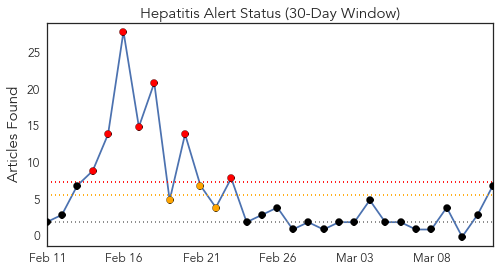 Hepatitis Alert Status (30-Day Window)
Articles Found
25
20
15
10
5
0
Feb 11
Feb 16
Feb 21
Feb 26
Mar 03
Mar 08